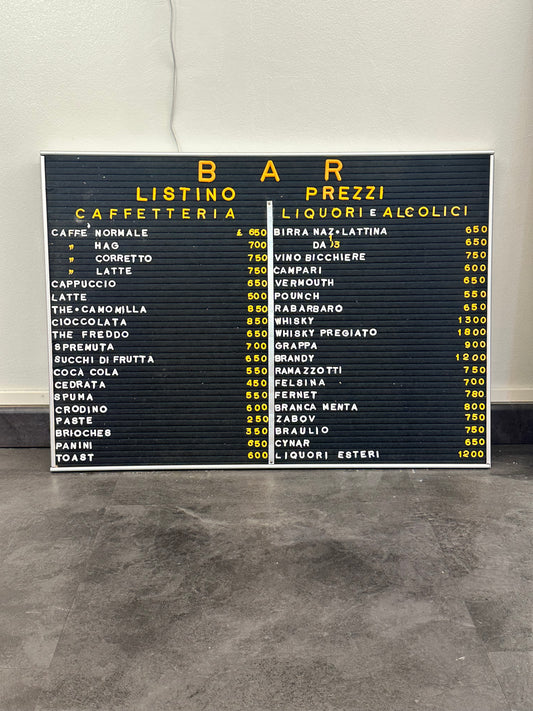 BAR
LISTINO PREZZI
CAFFETTERIA
CAFFE' NORMALE £ 650
" HAG 700
" CORRETTO 750
" LATTE 750
CAPPUCCIO 650
LATTE 500
THE•CAMOMILLA 850
CIOCCOLATA 850
THE FREDDO 650
SPREMUTA 700
SUCCHI DI FRUTTA 650
COCA COLA 550
CEDRATA 450
SPUMA 550
CRODINO 600
PASTE 250
BRIOCHES 350
PANINI 650
TOAST 600
LIQUORI E ALCOLICI
BIRRA NAZ•LATTINA 650
DA ⅓ 650
VINO BICCHIERE 750
CAMPARI 600
VERMOUTH 650
POUNCH 550
RABARBARO 650
WHISKY 1300
WHISKY PREGIATO 1800
GRAPPA 900
BRANDY 1200
RAMAZZOTTI 750
FELSINA 700
FERNET 780
BRANCA MENTA 800
ZABOV 750
BRAULIO 750
CYNAR 650
LIQUORI ESTERI 1200